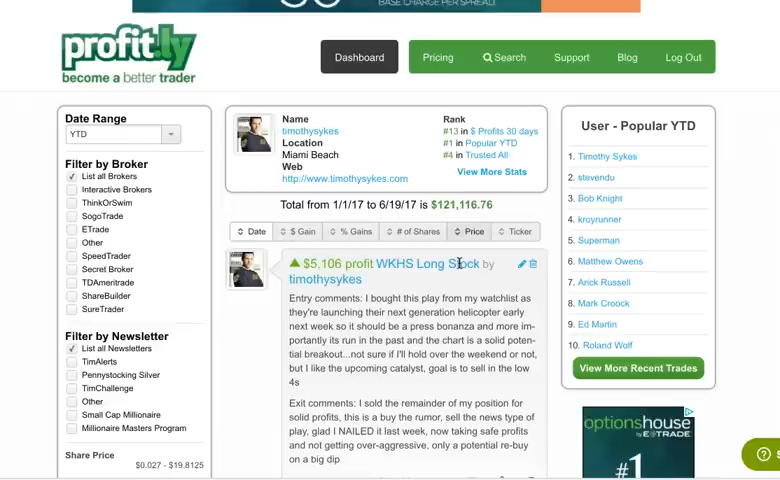 BASE CHARGE PER SPREAD
profit.ly
become a better trader
Dashboard
Pricing
Search
Support
Blog
Log Out
Date Range
YTD
Filter by Broker
List all Brokers
Interactive Brokers
ThinkOrSwim
SogoTrade
ETrade
Other
SpeedTrader
Secret Broker
TDAmeritrade
ShareBuilder
SureTrader
Filter by Newsletter
List all Newsletters
TimAlerts
Pennystocking Silver
TimChallenge
Other
Small Cap Millionaire
Millionaire Masters Program
Share Price
$0.027 - $19.8125
Name
timothysykes
Location
Miami Beach
Web
http://www.timothysykes.com
Rank
#13 in $ Profits 30 days
#1 in Popular YTD
#4 in Trusted All
View More Stats
Total from 1/1/17 to 6/19/17 is $121,116.76
Date
$ Gain
% Gains
# of Shares
Price
Ticker
$5,106 profit WKHS Long Stock by
timothysykes
Entry comments: I bought this play from my watchlist as
they're launching their next generation helicopter early
next week so it should be a press bonanza and more im-
portantly its run in the past and the chart is a solid poten-
tial breakout...not sure if I'll hold over the weekend or not,
but I like the upcoming catalyst, goal is to sell in the low
4s
Exit comments: I sold the remainder of my position for
solid profits, this is a buy the rumor, sell the news type of
play, glad I NAILED it last week, now taking safe profits
and not getting over-aggressive, only a potential re-buy
on a big dip
User - Popular YTD
1. Timothy Sykes
2. stevendu
3. Bob Knight
4. kroyrunner
5. Superman
6. Matthew Owens
7. Arick Russell
8. Mark Croock
9. Ed Martin
10. Roland Wolf
View More Recent Trades
optionshouse
by E*TRADE
#1